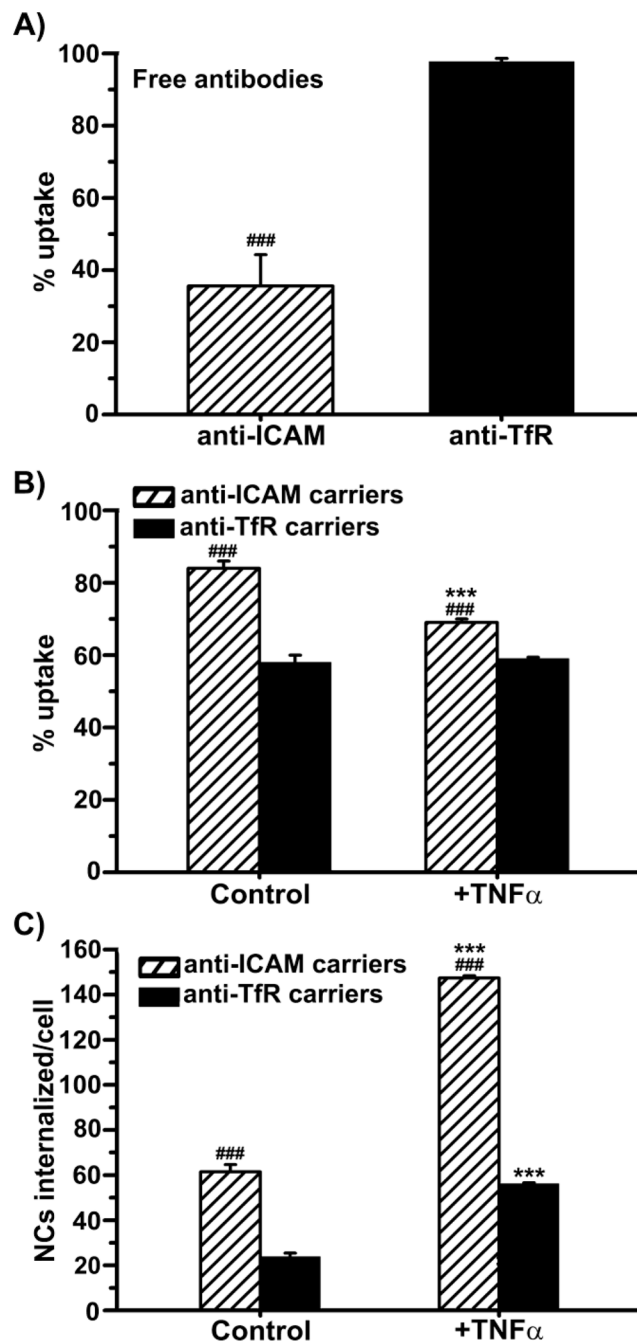 A)
Free antibodies
% uptake
100
80
60
40
20
0
###
anti-ICAM anti-TfR
B)
anti-ICAM carriers
anti-TfR carriers
% uptake
100
80
60
40
20
0
###
***
###
Control +TNFα
C)
anti-ICAM carriers
anti-TfR carriers
NCs internalized/cell
160
140
120
100
80
60
40
20
0
###
***
###
***
Control +TNFα